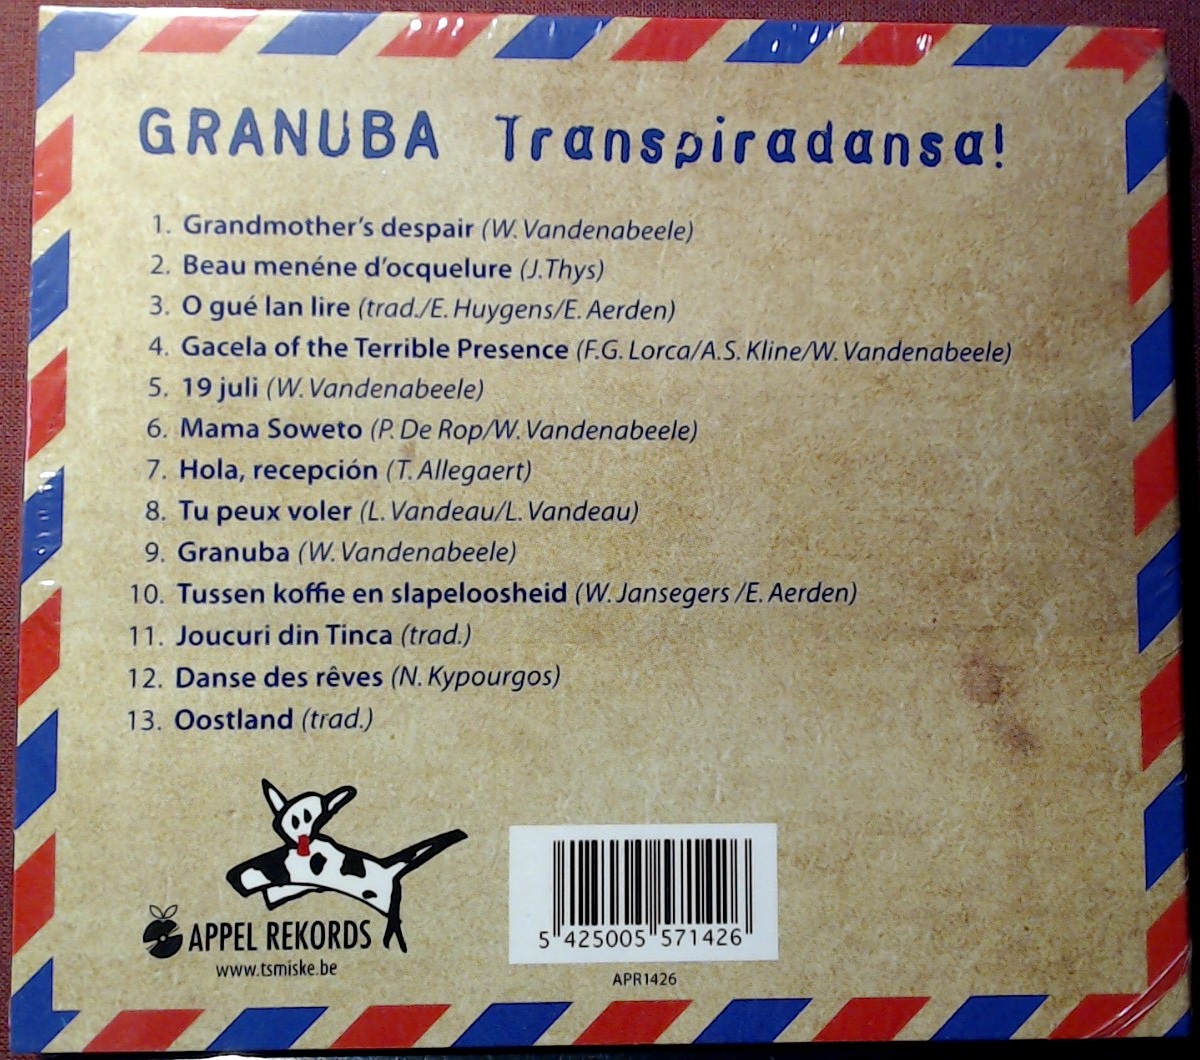 GRANUBA Transpiradansa!
1. Grandmother's despair (W. Vandenabeele)
2. Beau menéne d'ocquelure (J. Thys)
3. O gué lan lire (trad./E. Huygens/E. Aerden)
4. Gacela of the Terrible Presence (F.G. Lorca/A.S. Kline/W. Vandenabeele)
5. 19 juli (W. Vandenabeele)
6. Mama Soweto (P. De Rop/W. Vandenabeele)
7. Hola, recepción (T. Allegaert)
8. Tu peux voler (L. Vandeau/L. Vandeau)
9. Granuba (W. Vandenabeele)
10. Tussen koffie en slapeloosheid (W. Jansegers /E. Aerden)
11. Joucuri din Tinca (trad.)
12. Danse des rêves (N. Kypourgos)
13. Oostland (trad.)
APPEL REKORDS
www.tsmiske.be
5 425005 571426
APR1426